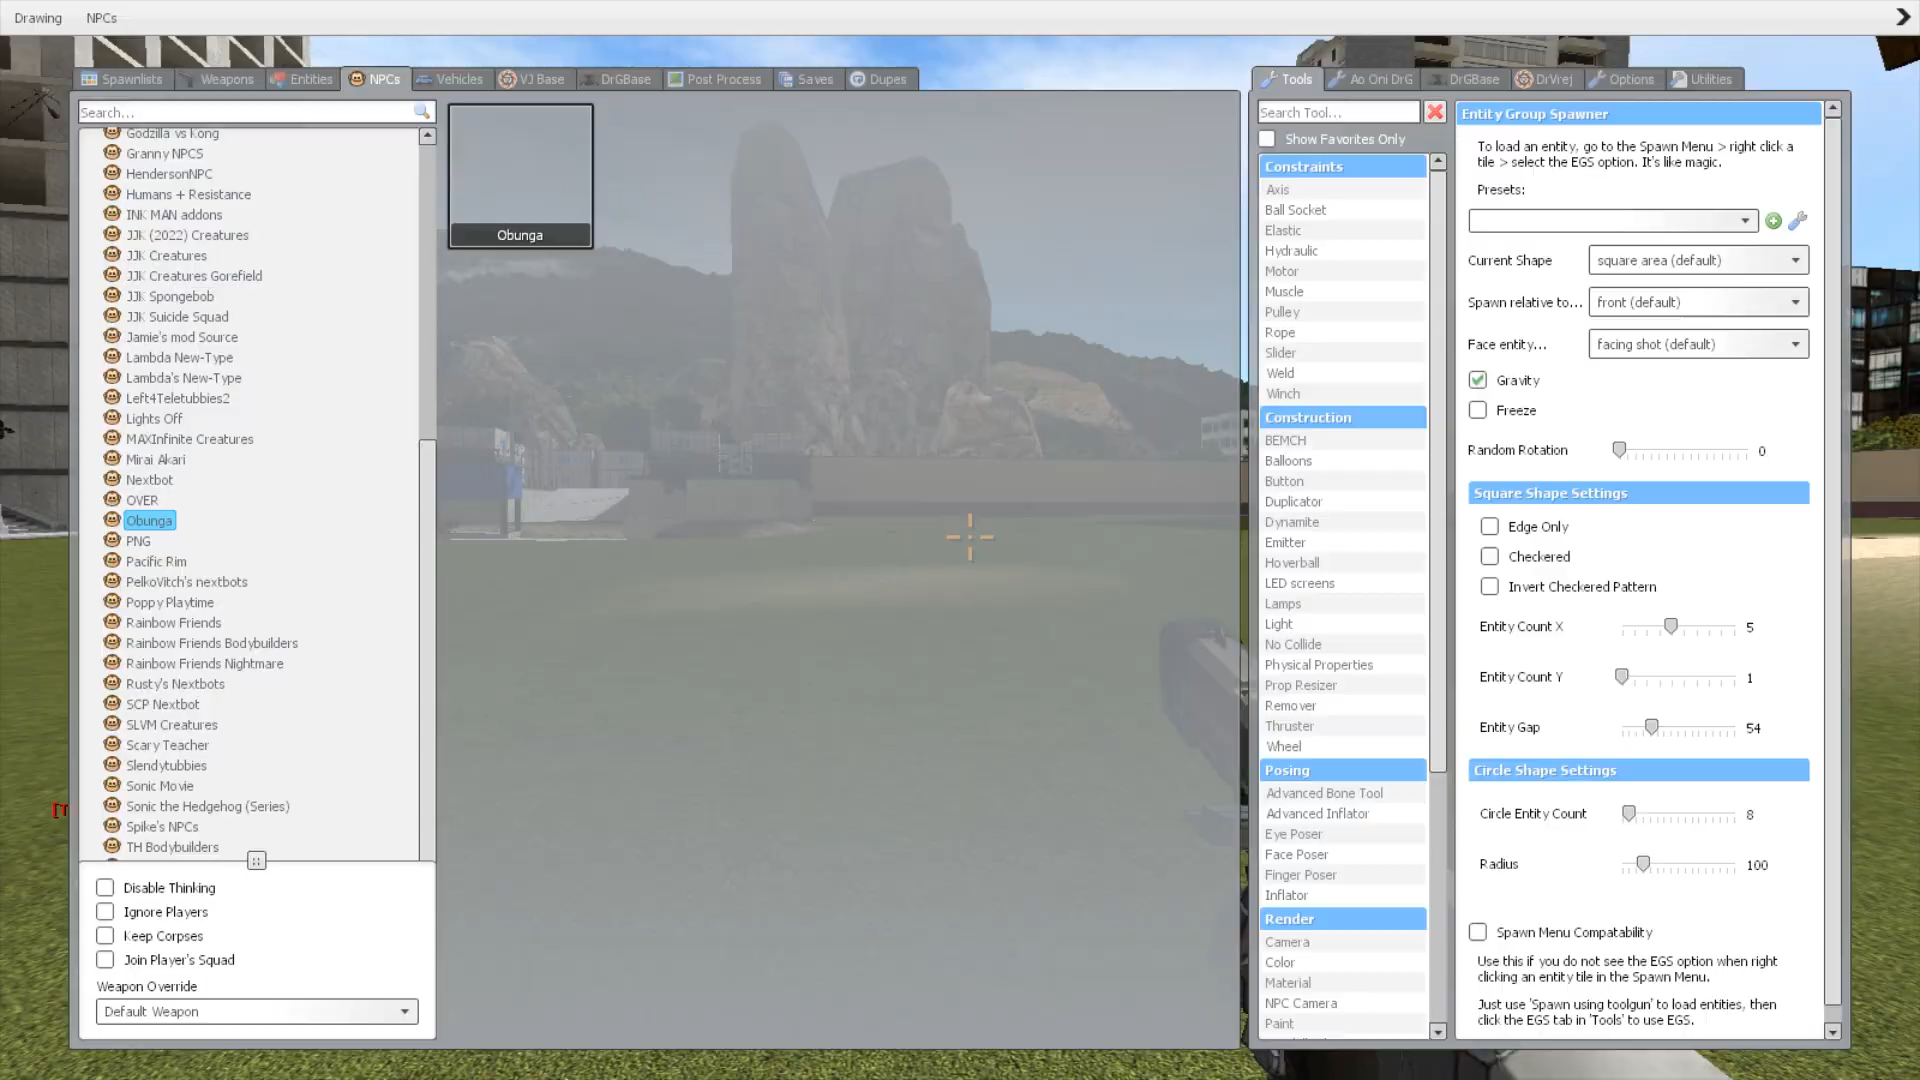 Drawing NPCs
Spawnlists Weapons Entities NPCs Vehicles VJ Base DrGBase Post Process Saves Dupes
Search...
Godzilla vs Kong
Granny NPCS
HendersonNPC
Humans + Resistance
INK MAN addons
JJK (2022) Creatures
JJK Creatures
JJK Creatures Gorefield
JJK Spongebob
JJK Suicide Squad
Jamie's mod Source
Lambda New-Type
Lambda's New-Type
Left4Teletubbies2
Lights Off
MAXInfinite Creatures
Mirai Akari
Nextbot
OVER
Obunga
PNG
Pacific Rim
PelkoVitch's nextbots
Poppy Playtime
Rainbow Friends
Rainbow Friends Bodybuilders
Rainbow Friends Nightmare
Rusty's Nextbots
SCP Nextbot
SLVM Creatures
Scary Teacher
Slendytubbies
Sonic Movie
Sonic the Hedgehog (Series)
Spike's NPCs
TH Bodybuilders
Disable Thinking
Ignore Players
Keep Corpses
Join Player's Squad
Weapon Override
Default Weapon
Obunga
Tools Ao Oni DrG DrGBase DrVrej Options Utilities
Search Tool...
Show Favorites Only
Constraints
Axis
Ball Socket
Elastic
Hydraulic
Motor
Muscle
Pulley
Rope
Slider
Weld
Winch
Construction
BEMCH
Balloons
Button
Duplicator
Dynamite
Emitter
Hoverball
LED screens
Lamps
Light
No Collide
Physical Properties
Prop Resizer
Remover
Thruster
Wheel
Posing
Advanced Bone Tool
Advanced Inflator
Eye Poser
Face Poser
Finger Poser
Inflator
Render
Camera
Color
Material
NPC Camera
Paint
Entity Group Spawner
To load an entity, go to the Spawn Menu > right click a
tile > select the EGS option. It's like magic.
Presets:
Current Shape square area (default)
Spawn relative to... front (default)
Face entity... facing shot (default)
Gravity
Freeze
Random Rotation 0
Square Shape Settings
Edge Only
Checkered
Invert Checkered Pattern
Entity Count X 5
Entity Count Y 1
Entity Gap 54
Circle Shape Settings
Circle Entity Count 8
Radius 100
Spawn Menu Compatability
Use this if you do not see the EGS option when right
clicking an entity tile in the Spawn Menu.
Just use 'Spawn using toolgun' to load entities, then
click the EGS tab in 'Tools' to use EGS.